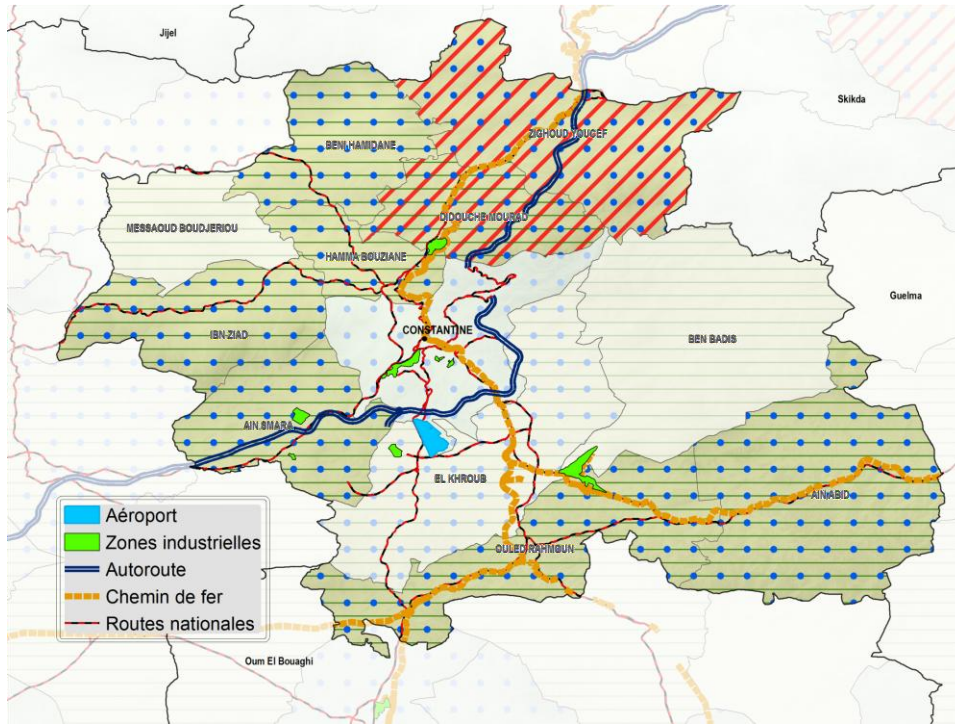 Jijel
Skikda
ZIGHOUD YOUCEF
BENI HAMIDANE
DIDOUCHE MOURAD
MESSAOUD BOUDJERIOU
HAMMA BOUZIANE
Guelma
CONSTANTINE
IBN ZIAD
BEN BADIS
AIN SMARA
EL KHROUB
AIN ABID
OULED RAHMOUN
Aéroport
Zones industrielles
Autoroute
Chemin de fer
Routes nationales
Oum El Bouaghi